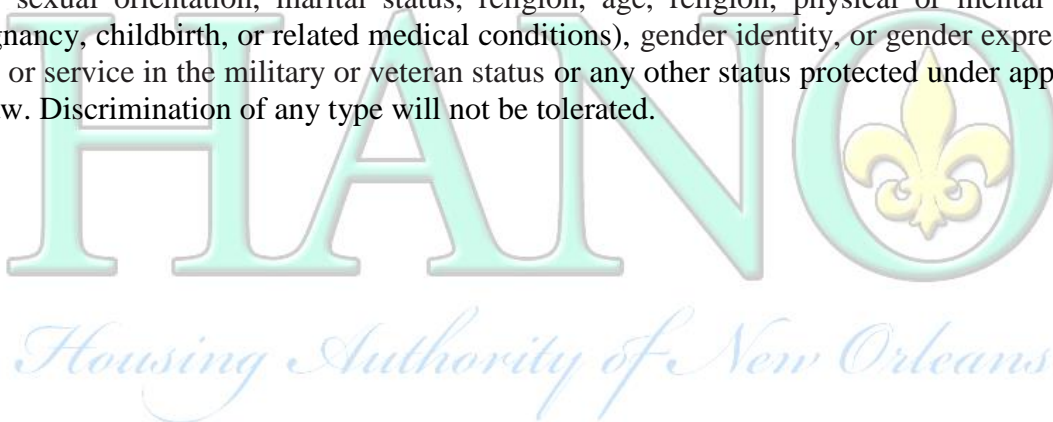 sexual orientation, marital status, religion, age, religion, physical or mental
gnancy, childbirth, or related medical conditions), gender identity, or gender expre
or service in the military or veteran status or any other status protected under app
w. Discrimination of any type will not be tolerated.
HANO
Housing Authority of New Orleans